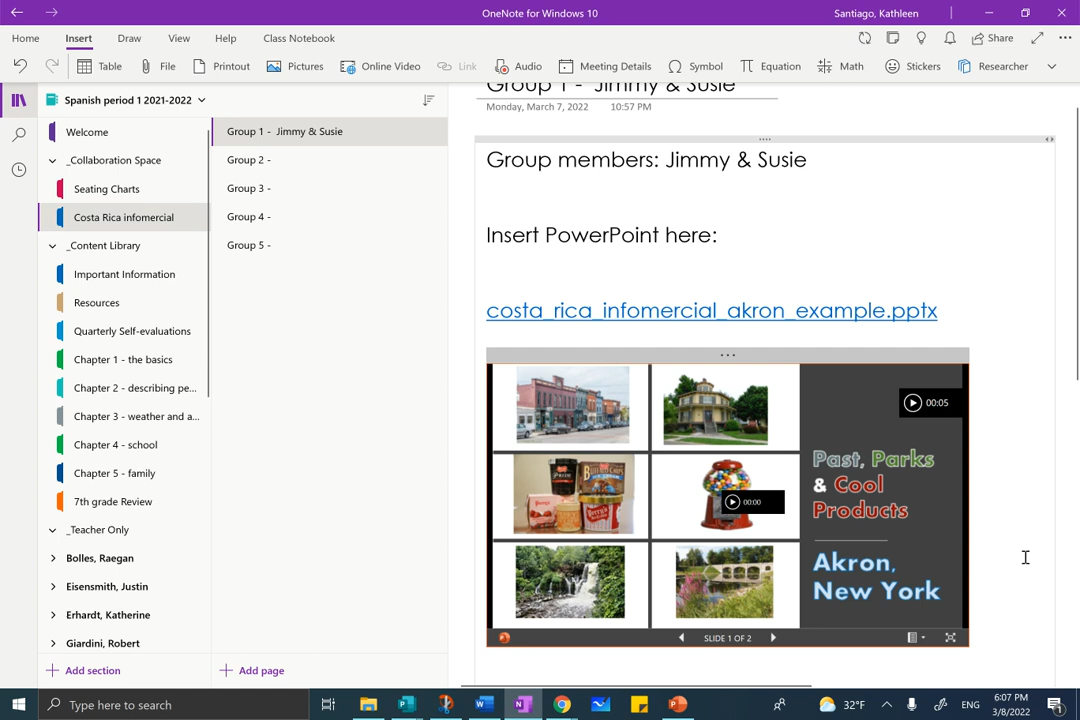 OneNote for Windows 10
Santiago, Kathleen
Home Insert Draw View Help Class Notebook
Share
Table File Printout Pictures Online Video Link Audio Meeting Details Symbol Equation Math Stickers Researcher
Spanish period 1 2021-2022
Welcome
_Collaboration Space
Seating Charts
Costa Rica infomercial
_Content Library
Important Information
Resources
Quarterly Self-evaluations
Chapter 1 - the basics
Chapter 2 - describing pe...
Chapter 3 - weather and a...
Chapter 4 - school
Chapter 5 - family
7th grade Review
_Teacher Only
Bolles, Raegan
Eisensmith, Justin
Erhardt, Katherine
Giardini, Robert
Add section
Group 1 - Jimmy & Susie
Group 2 -
Group 3 -
Group 4 -
Group 5 -
Add page
Group 1 - Jimmy & Susie
Monday, March 7, 2022 10:57 PM
Group members: Jimmy & Susie
Insert PowerPoint here:
costa_rica_infomercial_akron_example.pptx
00:05
00:00
Past, Parks
& Cool
Products
Akron,
New York
SLIDE 1 OF 2
Type here to search
32°F
ENG
6:07 PM
3/8/2022
1